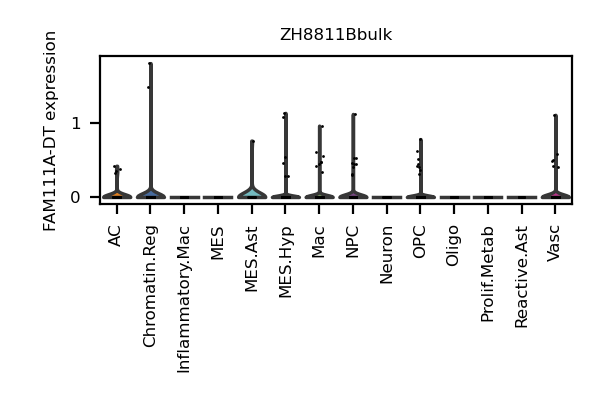 ZH8811Bbulk
FAM111A-DT expression
1
0
AC
Chromatin.Reg
Inflammatory.Mac
MES
MES.Ast
MES.Hyp
Mac
NPC
Neuron
OPC
Oligo
Prolif.Metab
Reactive.Ast
Vasc